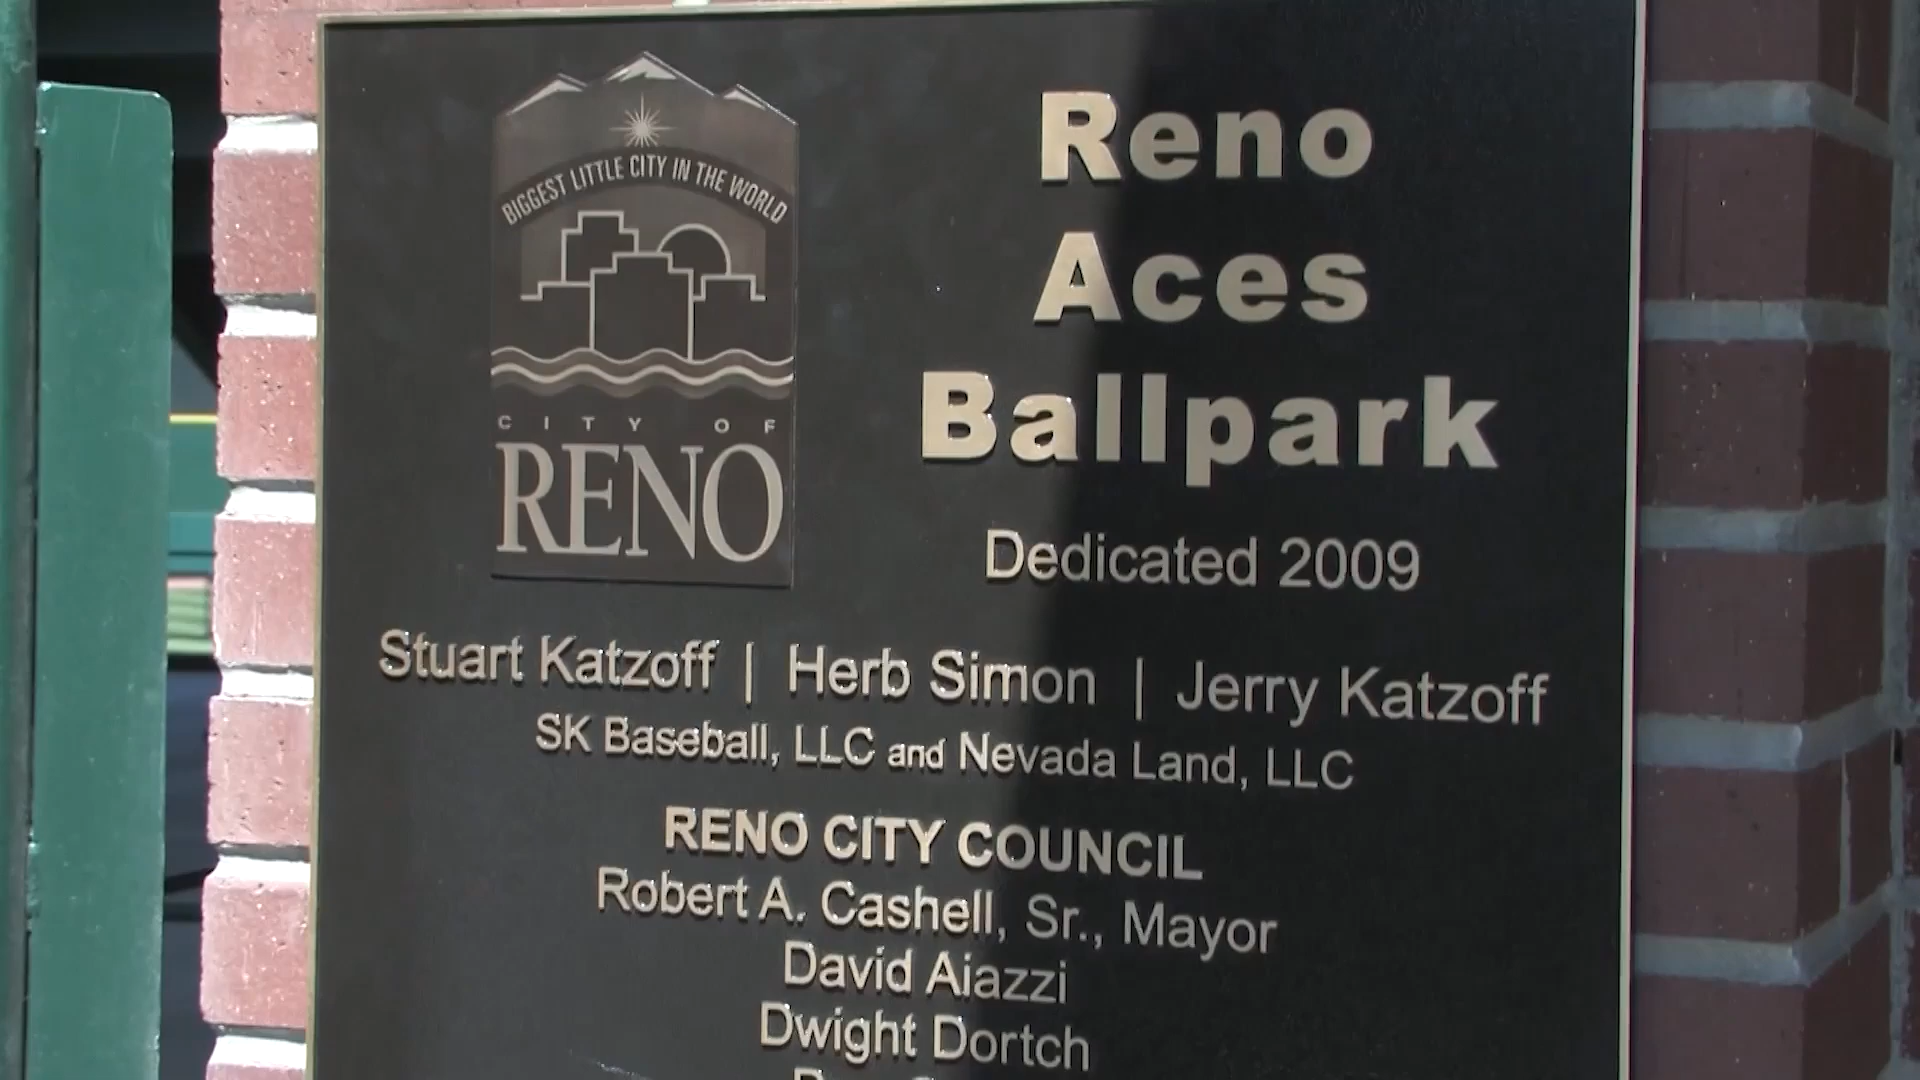 BIGGEST LITTLE CITY IN THE WORLD
CITY OF
RENO
Reno
Aces
Ballpark
Dedicated 2009
Stuart Katzoff | Herb Simon | Jerry Katzoff
SK Baseball, LLC and Nevada Land, LLC
RENO CITY COUNCIL
Robert A. Cashell, Sr., Mayor
David Aiazzi
Dwight Dortch